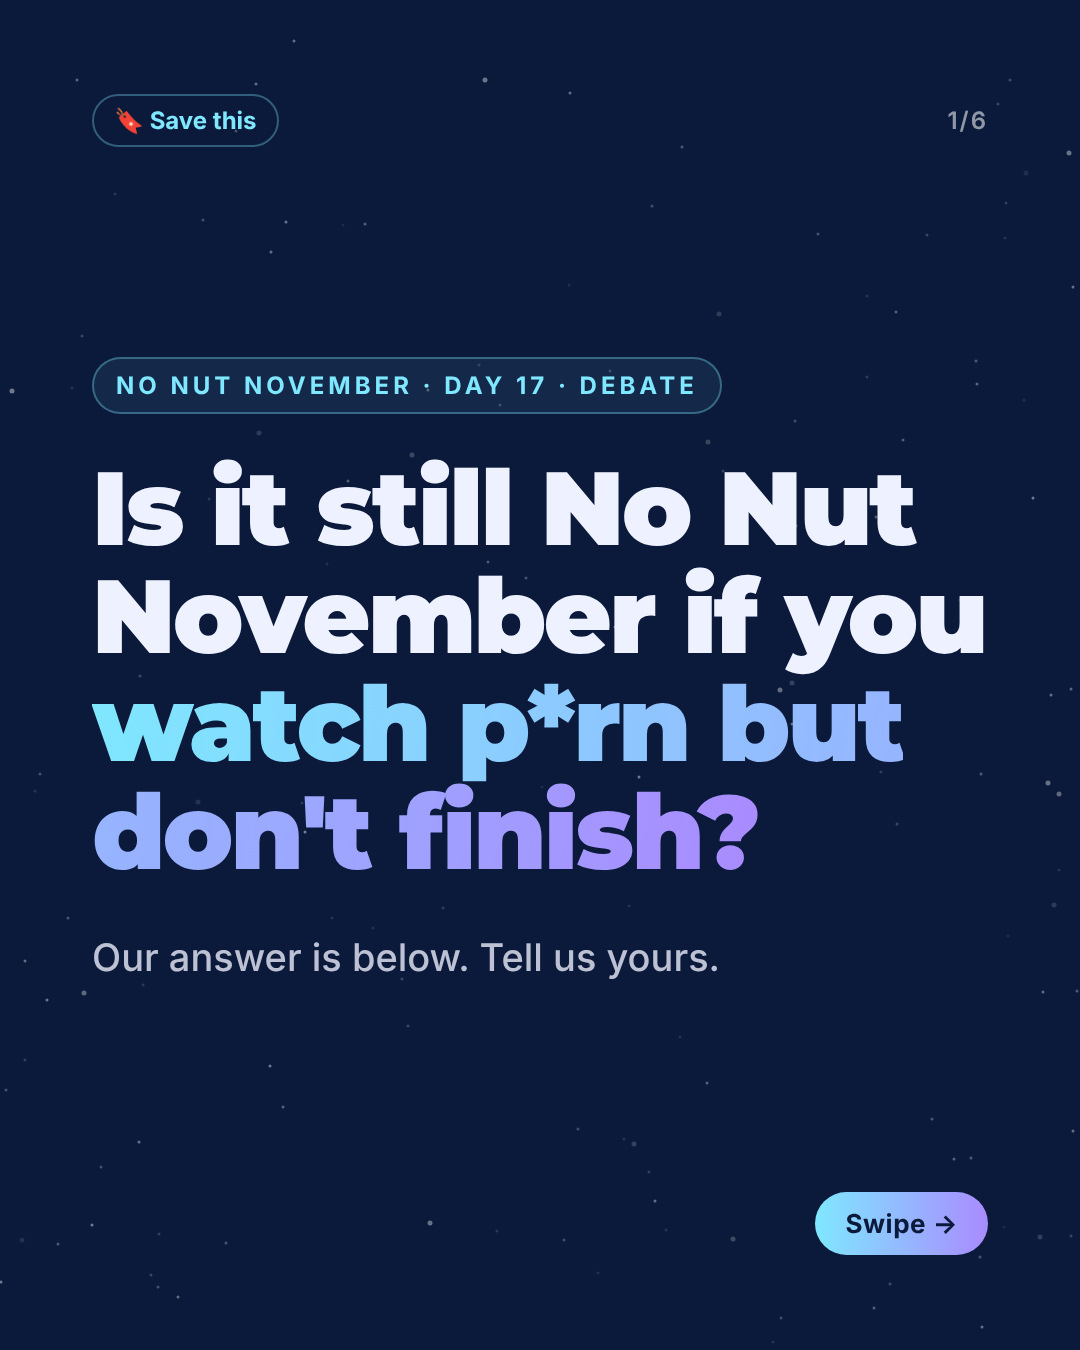 🔖 Save this
1/6
NO NUT NOVEMBER · DAY 17 · DEBATE
Is it still No Nut
November if you
watch p*rn but
don't finish?
Our answer is below. Tell us yours.
Swipe →